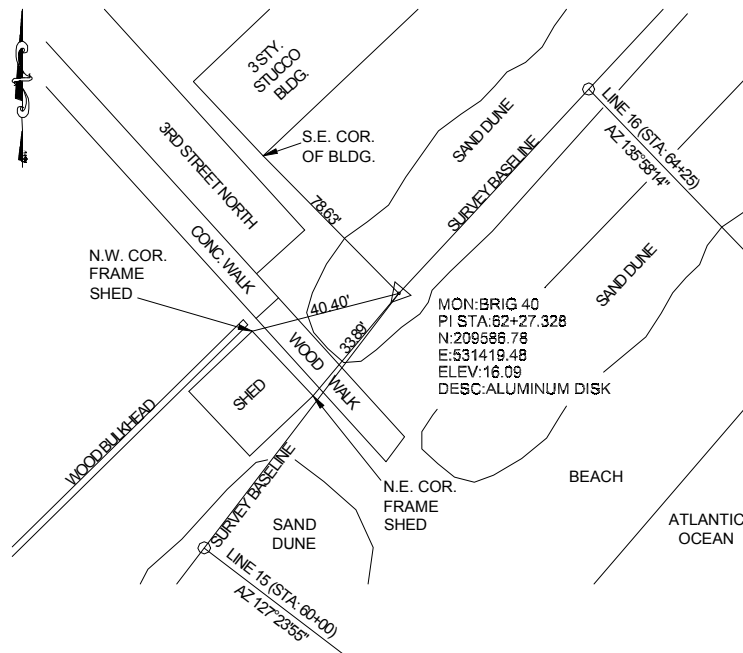 3 STY.
STUCCO
BLDG.
SAND DUNE
LINE 16 (STA: 64+25)
AZ 135°58'14"
S.E. COR.
OF BLDG.
3RD STREET NORTH
SURVEY BASELINE
78.63'
CONC. WALK
N.W. COR.
FRAME
SHED
SAND DUNE
40.40'
MON:BRIG 40
PI STA:62+27.328
N:209586.78
E:531419.48
ELEV:16.09
DESC:ALUMINUM DISK
33.89'
WOOD WALK
SHED
WOOD BULKHEAD
SURVEY BASELINE
N.E. COR.
FRAME
SHED
BEACH
SAND
DUNE
ATLANTIC
OCEAN
LINE 15 (STA: 60+00)
AZ 127°23'55"